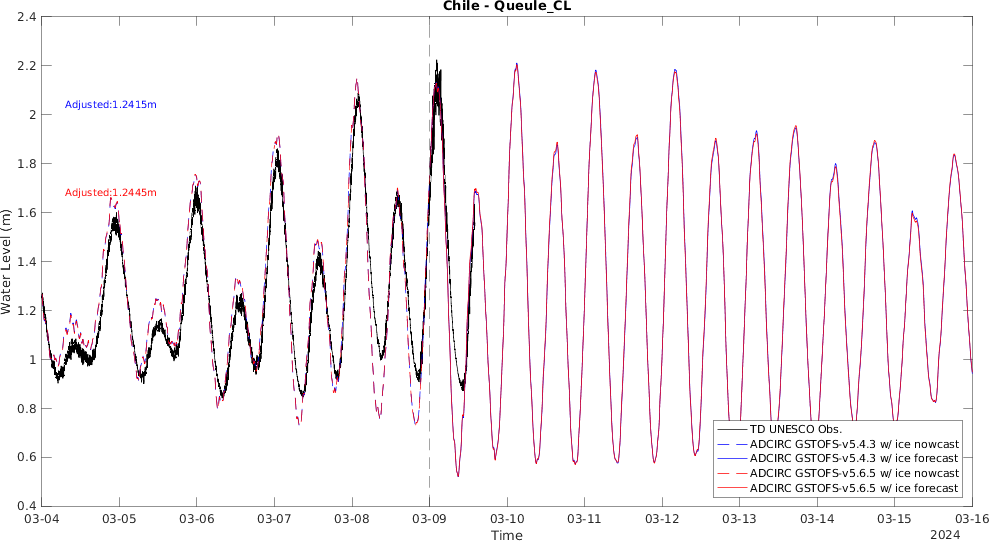 Chile - Queule_CL
2.4
2.2
2
1.8
1.6
1.4
1.2
1
0.8
0.6
0.4
Water Level (m)
Adjusted:1.2415m
Adjusted:1.2445m
TD UNESCO Obs.
ADCIRC GSTOFS-v5.4.3 w/ ice nowcast
ADCIRC GSTOFS-v5.4.3 w/ ice forecast
ADCIRC GSTOFS-v5.6.5 w/ ice nowcast
ADCIRC GSTOFS-v5.6.5 w/ ice forecast
03-04 03-05 03-06 03-07 03-08 03-09 03-10 03-11 03-12 03-13 03-14 03-15 03-16
Time
2024